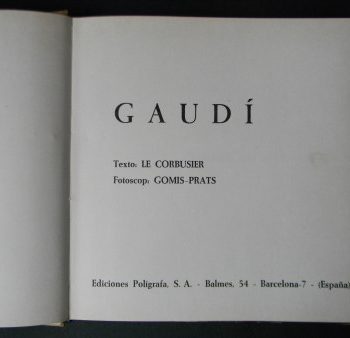 GAUDÍ
Texto: LE CORBUSIER
Fotoscop: GOMIS-PRATS
Ediciones Polígrafa, S. A. - Balmes, 54 - Barcelona-7 - (España)